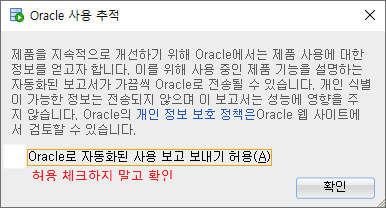 Oracle 사용 추적
제품을 지속적으로 개선하기 위해 Oracle에서는 제품 사용에 대한
정보를 얻고자 합니다. 이를 위해 사용 중인 제품 기능을 설명하는
자동화된 보고서가 가끔씩 Oracle로 전송될 수 있습니다. 개인 식별
이 가능한 정보는 전송되지 않으며 이 보고서는 성능에 영향을 주
지 않습니다. Oracle의 개인 정보 보호 정책은Oracle 웹 사이트에
서 검토할 수 있습니다.
Oracle로 자동화된 사용 보고 보내기 허용(A)
허용 체크하지 말고 확인
확인